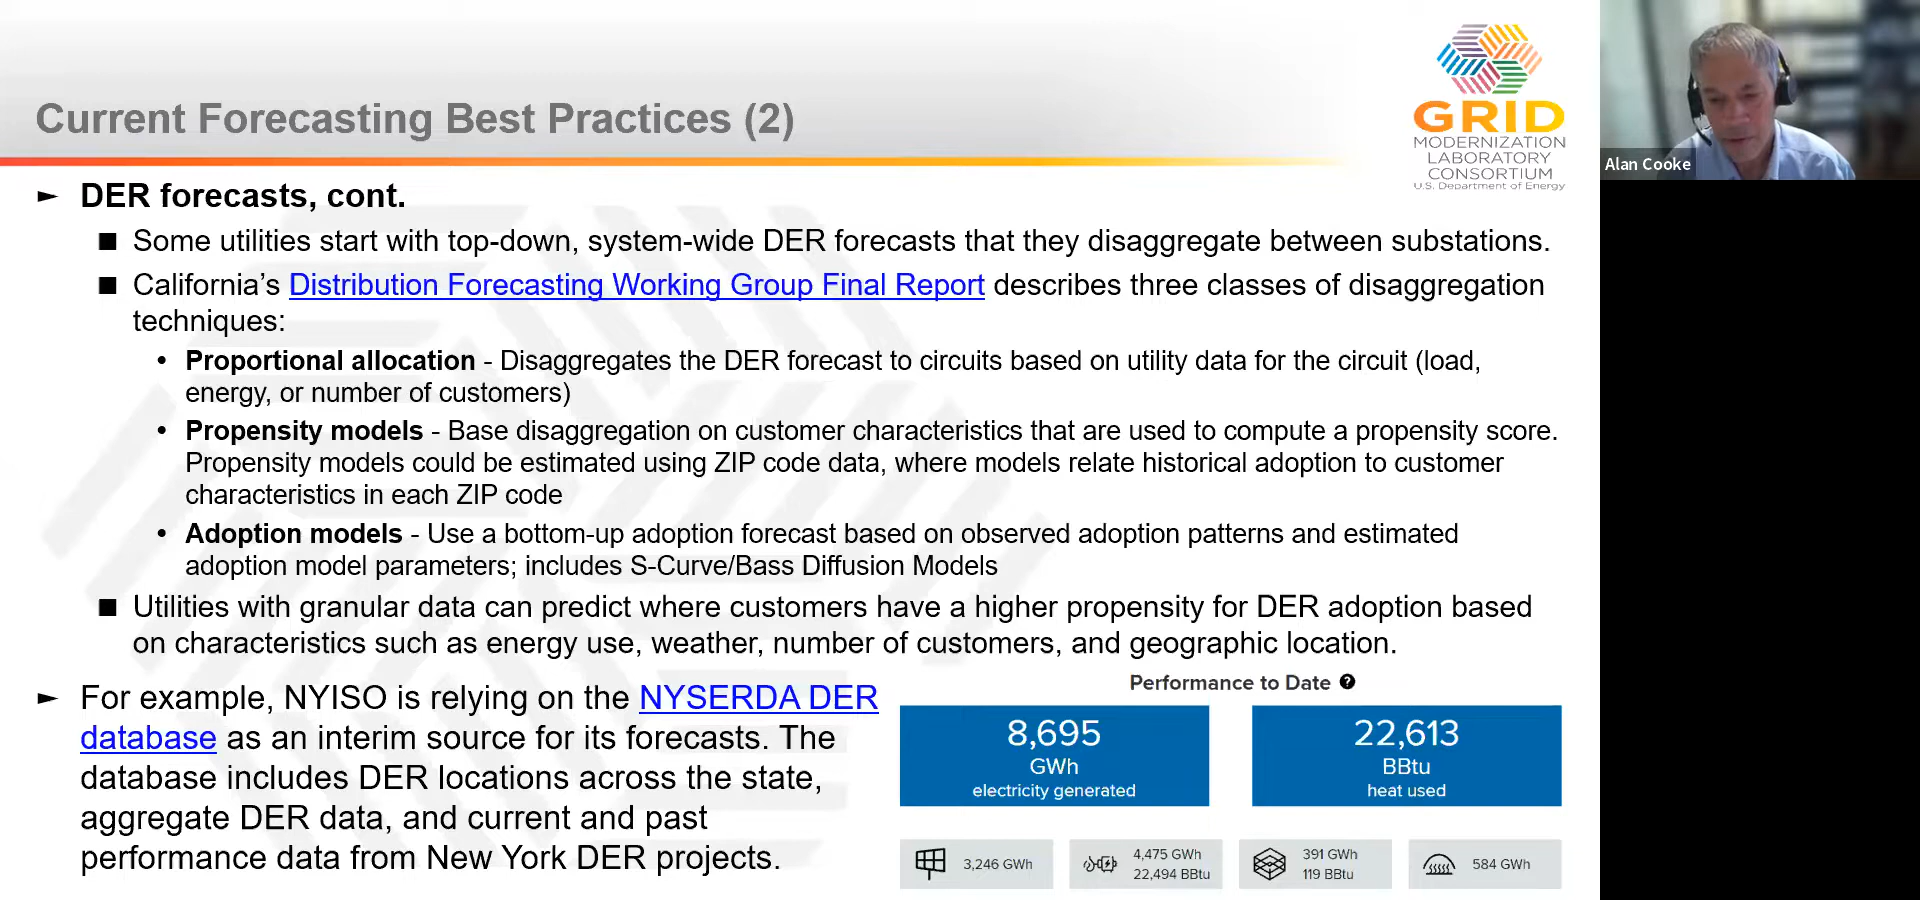 Current Forecasting Best Practices (2)
GRID
MODERNIZATION
LABORATORY
CONSORTIUM
U.S. Department of Energy
Alan Cooke
► DER forecasts, cont.
■ Some utilities start with top-down, system-wide DER forecasts that they disaggregate between substations.
■ California's Distribution Forecasting Working Group Final Report describes three classes of disaggregation
techniques:
• Proportional allocation - Disaggregates the DER forecast to circuits based on utility data for the circuit (load,
energy, or number of customers)
• Propensity models - Base disaggregation on customer characteristics that are used to compute a propensity score.
Propensity models could be estimated using ZIP code data, where models relate historical adoption to customer
characteristics in each ZIP code
• Adoption models - Use a bottom-up adoption forecast based on observed adoption patterns and estimated
adoption model parameters; includes S-Curve/Bass Diffusion Models
■ Utilities with granular data can predict where customers have a higher propensity for DER adoption based
on characteristics such as energy use, weather, number of customers, and geographic location.
► For example, NYISO is relying on the NYSERDA DER
database as an interim source for its forecasts. The
database includes DER locations across the state,
aggregate DER data, and current and past
performance data from New York DER projects.
Performance to Date ?
8,695
GWh
electricity generated
22,613
BBtu
heat used
3,246 GWh
4,475 GWh
22,494 BBtu
391 GWh
119 BBtu
584 GWh